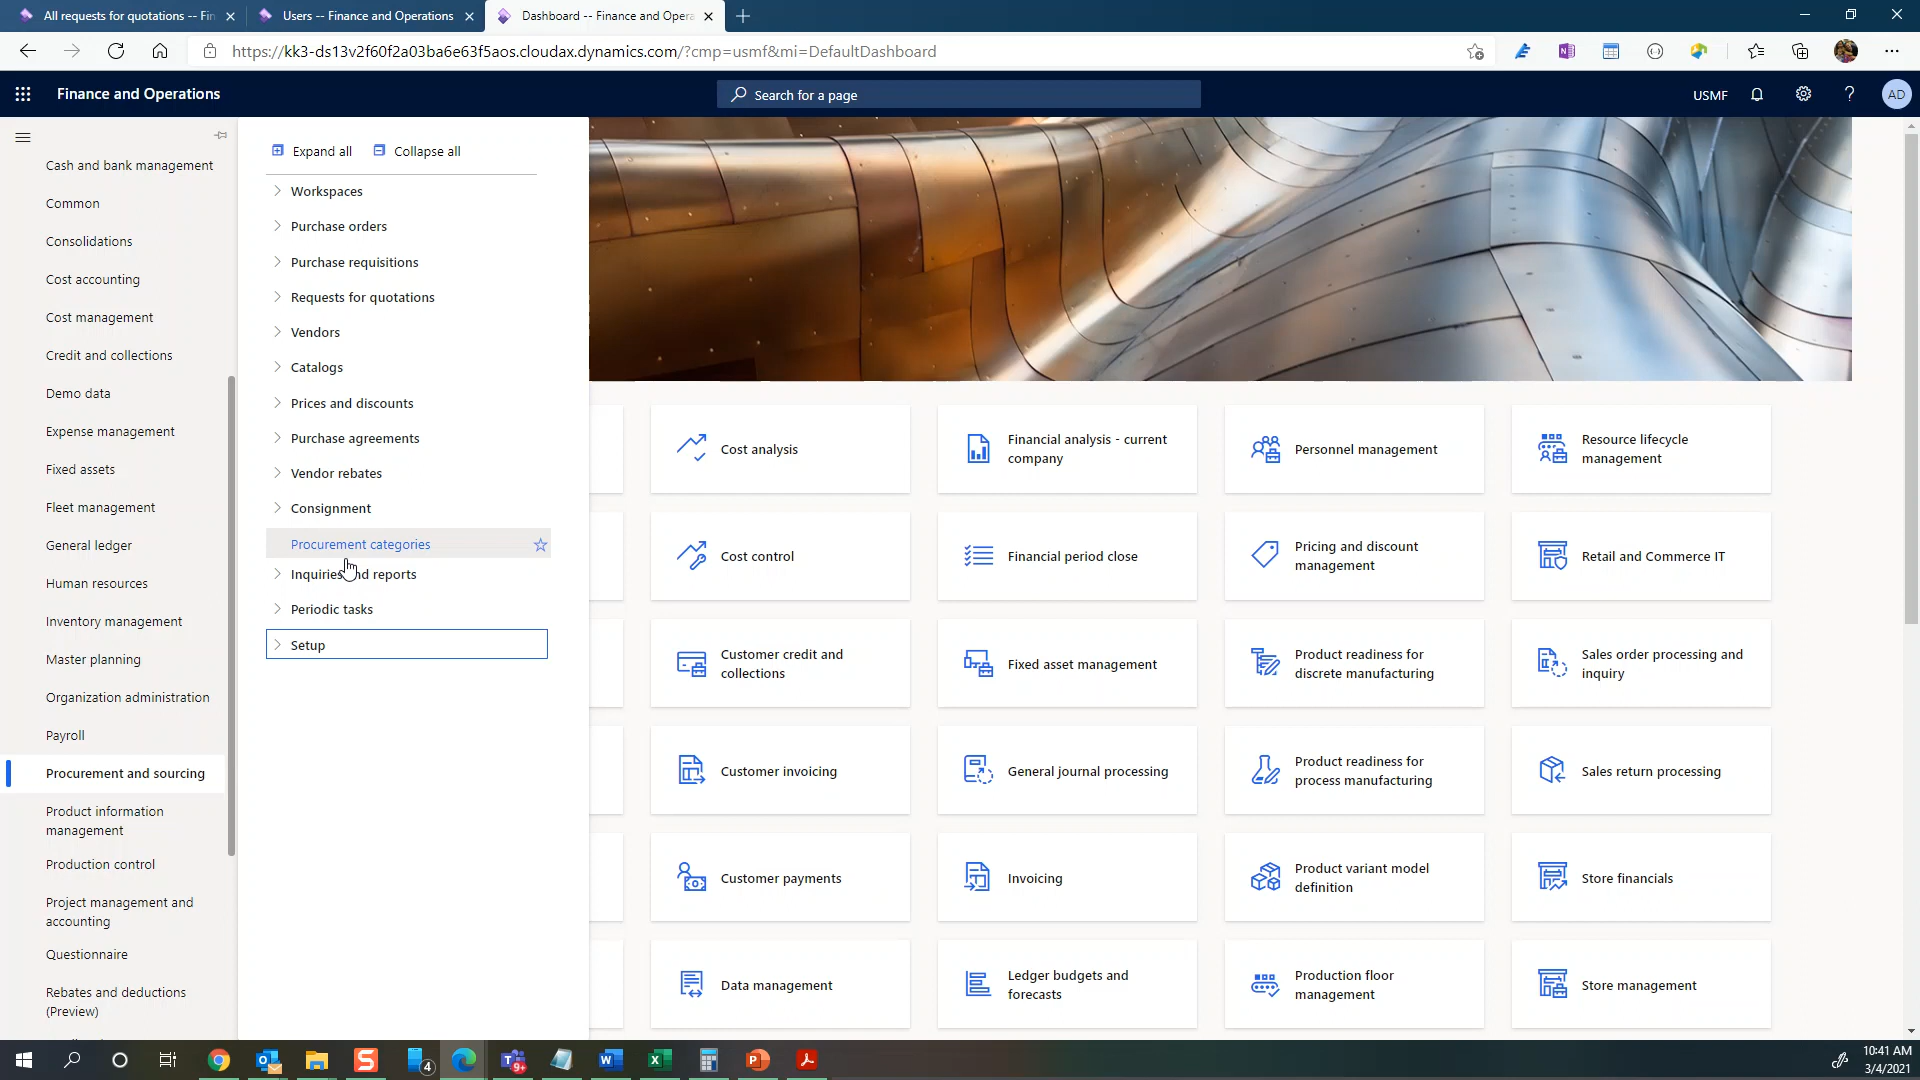 All requests for quotations -- Fin
Users -- Finance and Operations
Dashboard -- Finance and Opera
https://kk3-ds13v2f60f2a03ba6e63f5aos.cloudax.dynamics.com/?cmp=usmf&mi=DefaultDashboard
Finance and Operations
Search for a page
USMF
AD
Cash and bank management
Common
Consolidations
Cost accounting
Cost management
Credit and collections
Demo data
Expense management
Fixed assets
Fleet management
General ledger
Human resources
Inventory management
Master planning
Organization administration
Payroll
Procurement and sourcing
Product information
management
Production control
Project management and
accounting
Questionnaire
Rebates and deductions
(Preview)
Expand all
Collapse all
Workspaces
Purchase orders
Purchase requisitions
Requests for quotations
Vendors
Catalogs
Prices and discounts
Purchase agreements
Vendor rebates
Consignment
Procurement categories
Inquiries and reports
Periodic tasks
Setup
Cost analysis
Financial analysis - current
company
Personnel management
Resource lifecycle
management
Cost control
Financial period close
Pricing and discount
management
Retail and Commerce IT
Customer credit and
collections
Fixed asset management
Product readiness for
discrete manufacturing
Sales order processing and
inquiry
Customer invoicing
General journal processing
Product readiness for
process manufacturing
Sales return processing
Customer payments
Invoicing
Product variant model
definition
Store financials
Data management
Ledger budgets and
forecasts
Production floor
management
Store management
4
9+
10:41 AM
3/4/2021